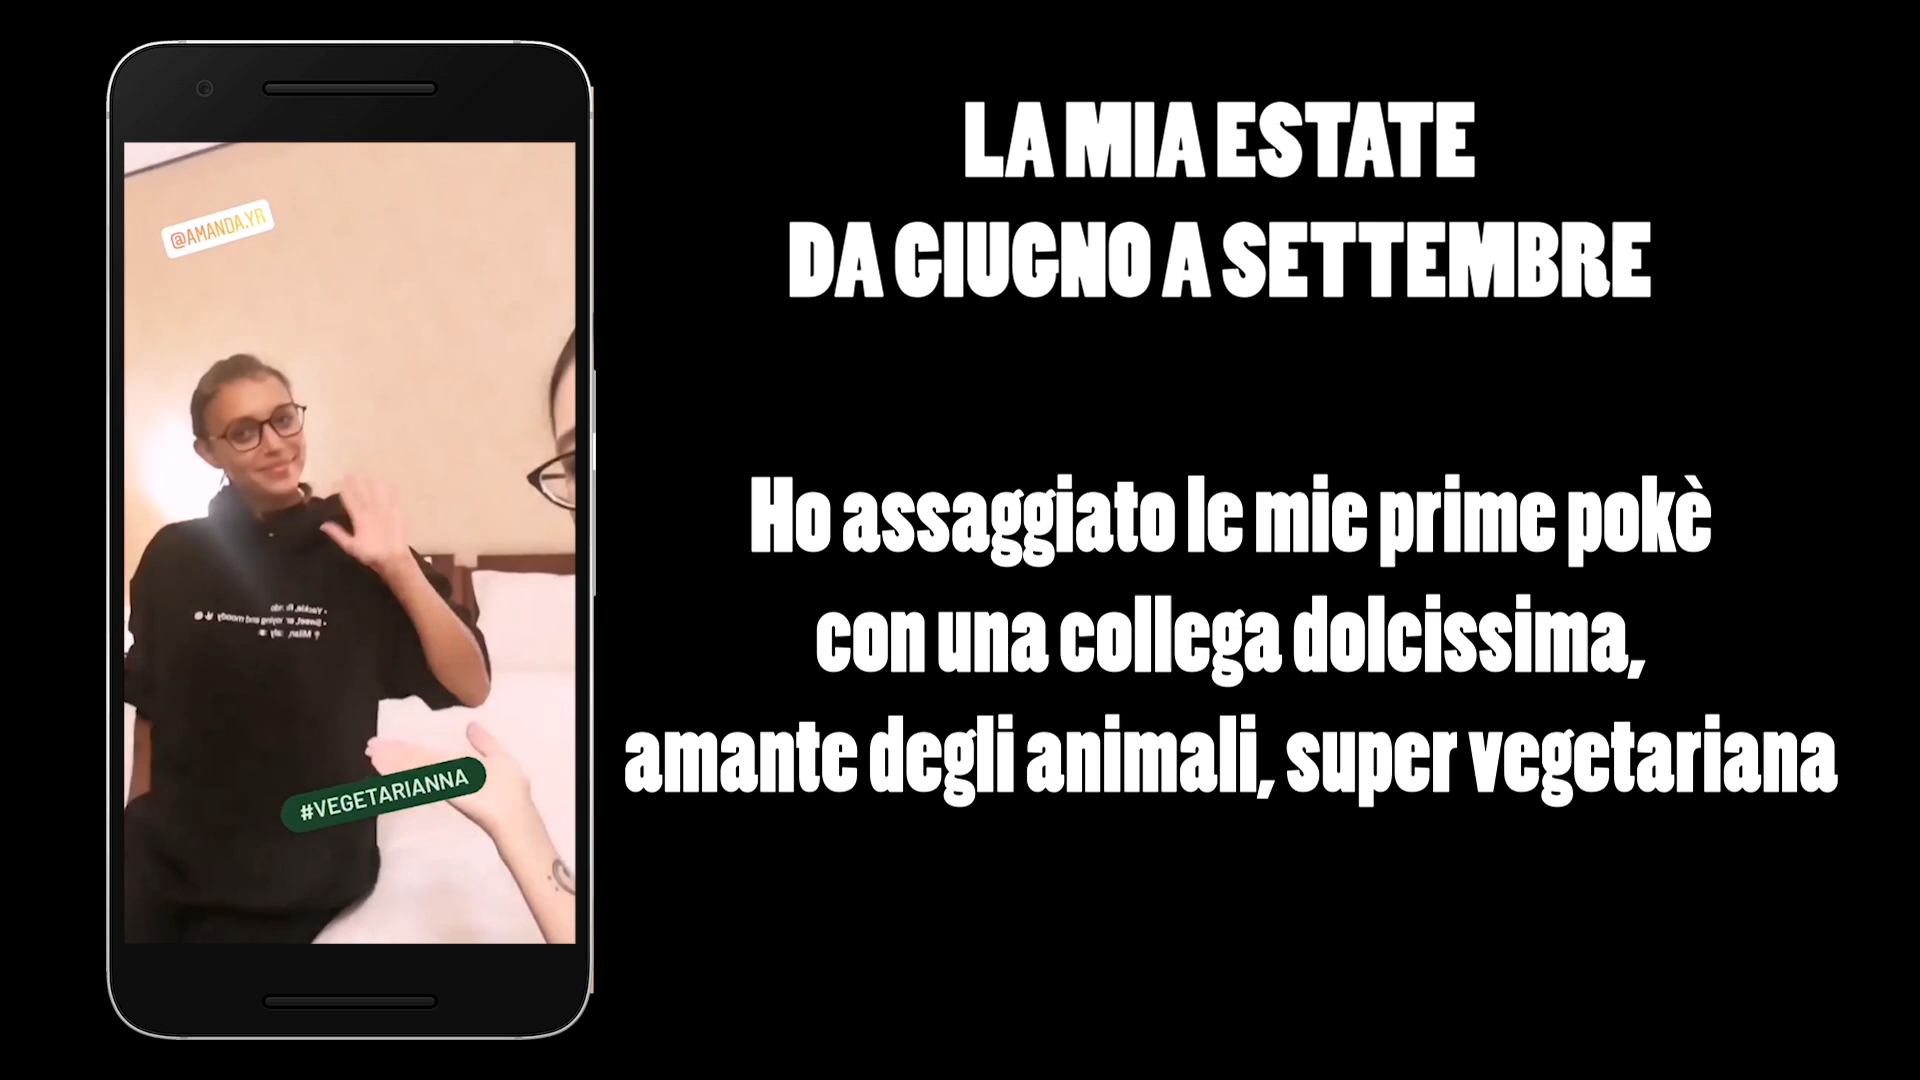 @AMANDA.YR
#VEGETARIANNA
LA MIA ESTATE
DA GIUGNO A SETTEMBRE
Ho assaggiato le mie prime pokè
con una collega dolcissima,
amante degli animali, super vegetariana